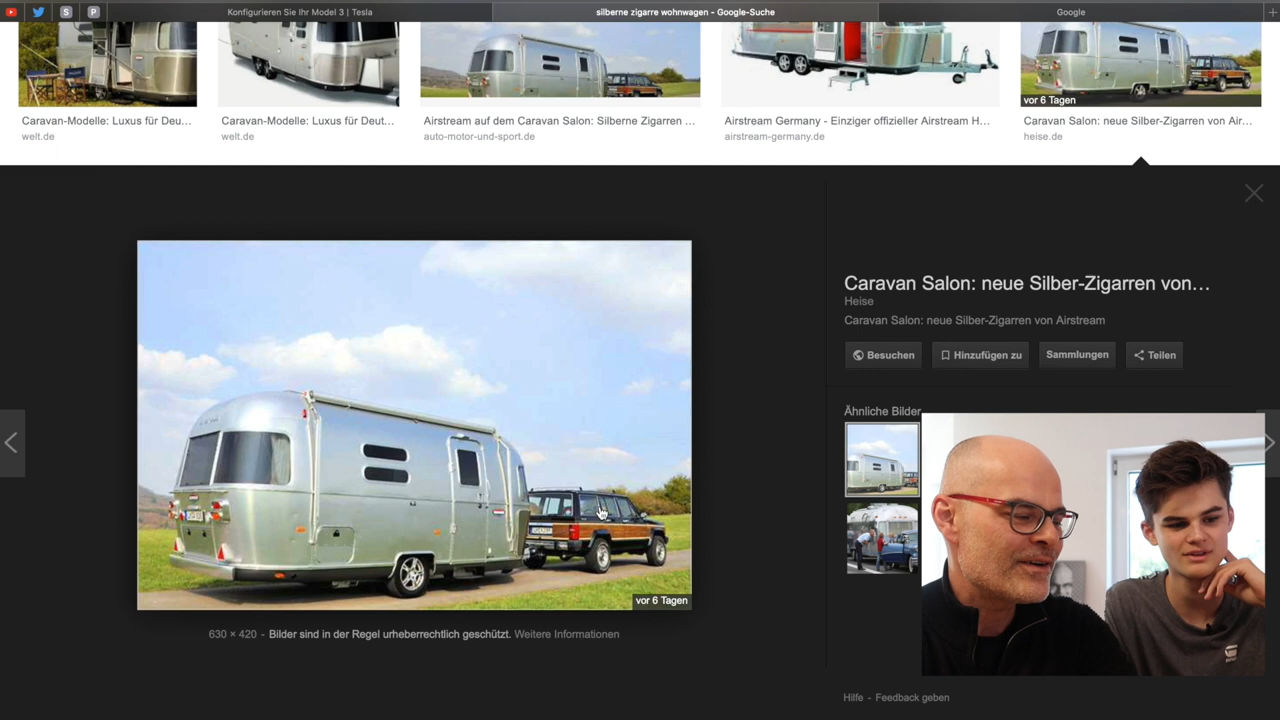 S
P
Konfigurieren Sie Ihr Model 3 | Tesla
silberne zigarre wohnwagen - Google-Suche
Google
vor 6 Tagen
Caravan-Modelle: Luxus für Deu...
welt.de
Caravan-Modelle: Luxus für Deut...
welt.de
Airstream auf dem Caravan Salon: Silberne Zigarren ...
auto-motor-und-sport.de
Airstream Germany - Einziger offizieller Airstream H...
airstream-germany.de
Caravan Salon: neue Silber-Zigarren von Air...
heise.de
Caravan Salon: neue Silber-Zigarren von...
Heise
Caravan Salon: neue Silber-Zigarren von Airstream
Besuchen
Hinzufügen zu
Sammlungen
Teilen
Ähnliche Bilder
vor 6 Tagen
630 × 420 - Bilder sind in der Regel urheberrechtlich geschützt. Weitere Informationen
Hilfe - Feedback geben